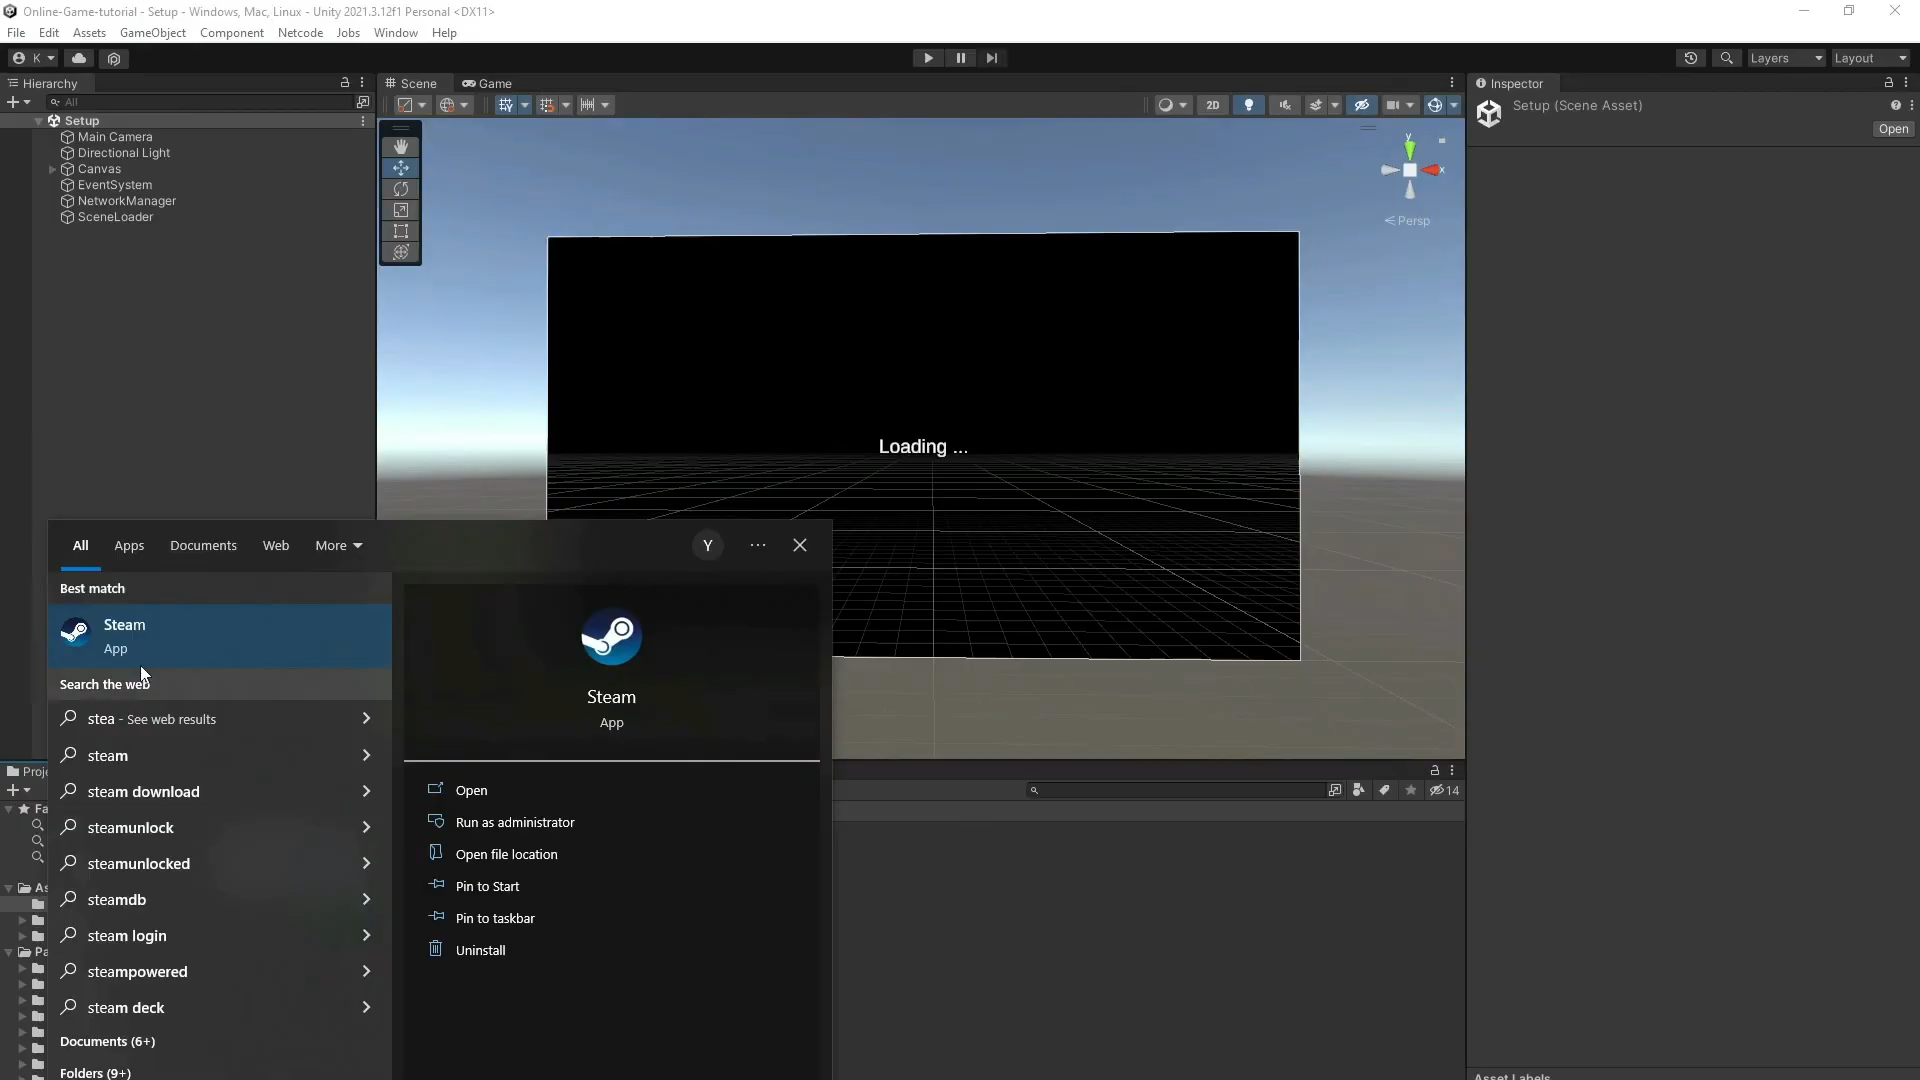 Online-Game-tutorial - Setup - Windows, Mac, Linux - Unity 2021.3.12f1 Personal <DX11>
File Edit Assets GameObject Component Netcode Jobs Window Help
K Layers Layout
Hierarchy
All
Setup
Main Camera
Directional Light
Canvas
EventSystem
NetworkManager
SceneLoader
Scene Game
2D
y
x
Persp
Loading ...
Inspector
Setup (Scene Asset)
Open
All Apps Documents Web More Y
Best match
Steam
App
Search the web
stea - See web results
steam
steam download
steamunlock
steamunlocked
steamdb
steam login
steampowered
steam deck
Documents (6+)
Folders (9+)
Steam
App
Open
Run as administrator
Open file location
Pin to Start
Pin to taskbar
Uninstall
Proje
Fa
As
Pa
14
Asset Labels